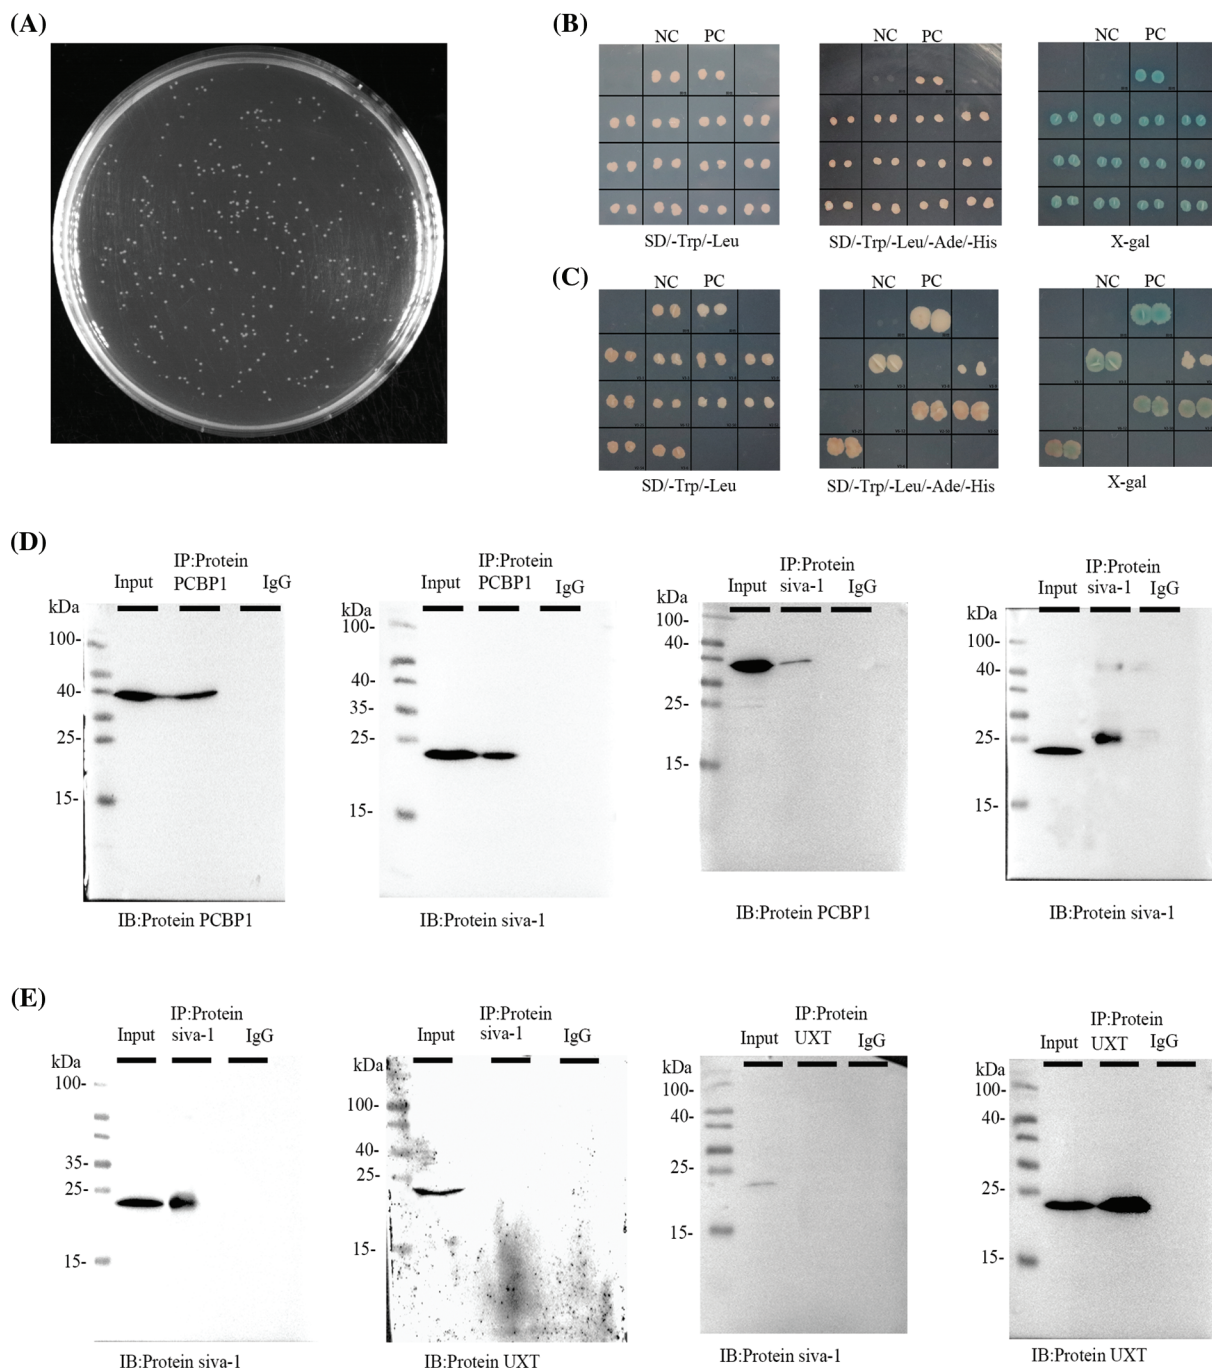 (A)
(B)
NC PC
NC PC
NC PC
SD/-Trp/-Leu
SD/-Trp/-Leu/-Ade/-His
X-gal
(C)
NC PC
NC PC
NC PC
SD/-Trp/-Leu
SD/-Trp/-Leu/-Ade/-His
X-gal
(D)
IP:Protein
Input PCBP1 IgG
kDa
100-
40-
25-
15-
IB:Protein PCBP1
IP:Protein
Input PCBP1 IgG
kDa
100-
40-
35-
25-
15-
IB:Protein siva-1
IP:Protein
Input siva-1 IgG
kDa
100-
40-
25-
15-
IB:Protein PCBP1
IP:Protein
Input siva-1 IgG
kDa
100-
40-
25-
15-
IB:Protein siva-1
(E)
IP:Protein
Input siva-1 IgG
kDa
100-
35-
25-
15-
IB:Protein siva-1
IP:Protein
Input siva-1 IgG
kDa
100-
40-
25-
15-
IB:Protein UXT
IP:Protein
Input UXT IgG
kDa
100-
40-
25-
15-
IB:Protein siva-1
IP:Protein
Input UXT IgG
kDa
100-
40-
25-
15-
IB:Protein UXT